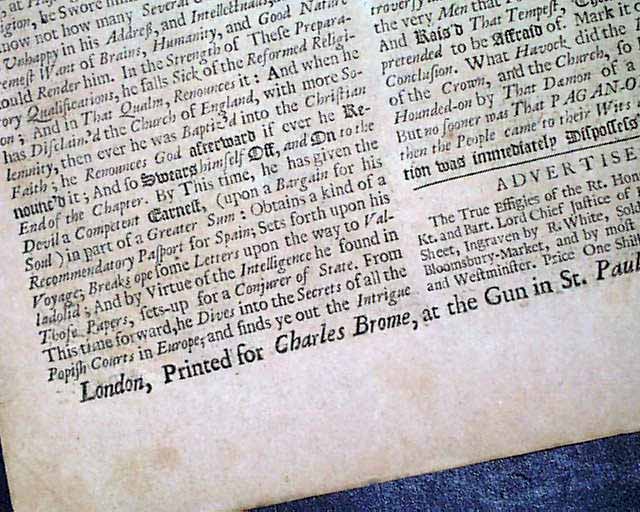 gion, he Swore
now not how many Several
Unhappy in his Addreſs, and Intellectuals
emeſt Want of Brains, Humanity, and Good Nature
ould Render him. In the Strength of Theſe Prepara-
ory Qualifications, he falls Sick of the Reformed Religi-
on; And in That Qualm, Renounces it: And when he
has Diſclaim'd the Church of England, with more So-
lemnity, then ever he was Baptiz'd into the Chriſtian
Faith; he Renounces God afterward if ever he Re-
nounc'd it; And ſo Swears himſelf Off, and On to the
End of the Chapter. By This time, he has given the
Devil a Competent Earneſt, (upon a Bargain for his
Soul) in part of a Greater Sum: Obtains a kind of a
Recommendatory Paſport for Spain; Sets forth upon his
Voyage; Breaks ope ſome Letters upon the way to Val-
ladolid; And by Virtue of the Intelligence he found in
Thoſe Papers, ſets-up for a Conjurer of State. From
This time forward, he Dives into the Secrets of all the
Popiſh Courts in Europe; and finds ye out the Intrigue
the very Men that
And Rais'd That Tempeſt,
pretended to be Affraid of. Mark it
Concluſion. What Havock did the
of the Crown, and the Church, ſo
Hounded-on by That Damon of a
But no ſooner was That PAGAN-O
then the People came to their Wits
tion was immediately Diſpoſſeſs
ADVERTISE
The True Effigies of the Rt. Hono
Kt. and Bart. Lord Chief Juſtice of
Sheet, Ingraven by R. White, Sold
Bloomsbury-Market, and by moſt
and Weſtminſter. Price One Shi
London, Printed for Charles Brome, at the Gun in St. Paul